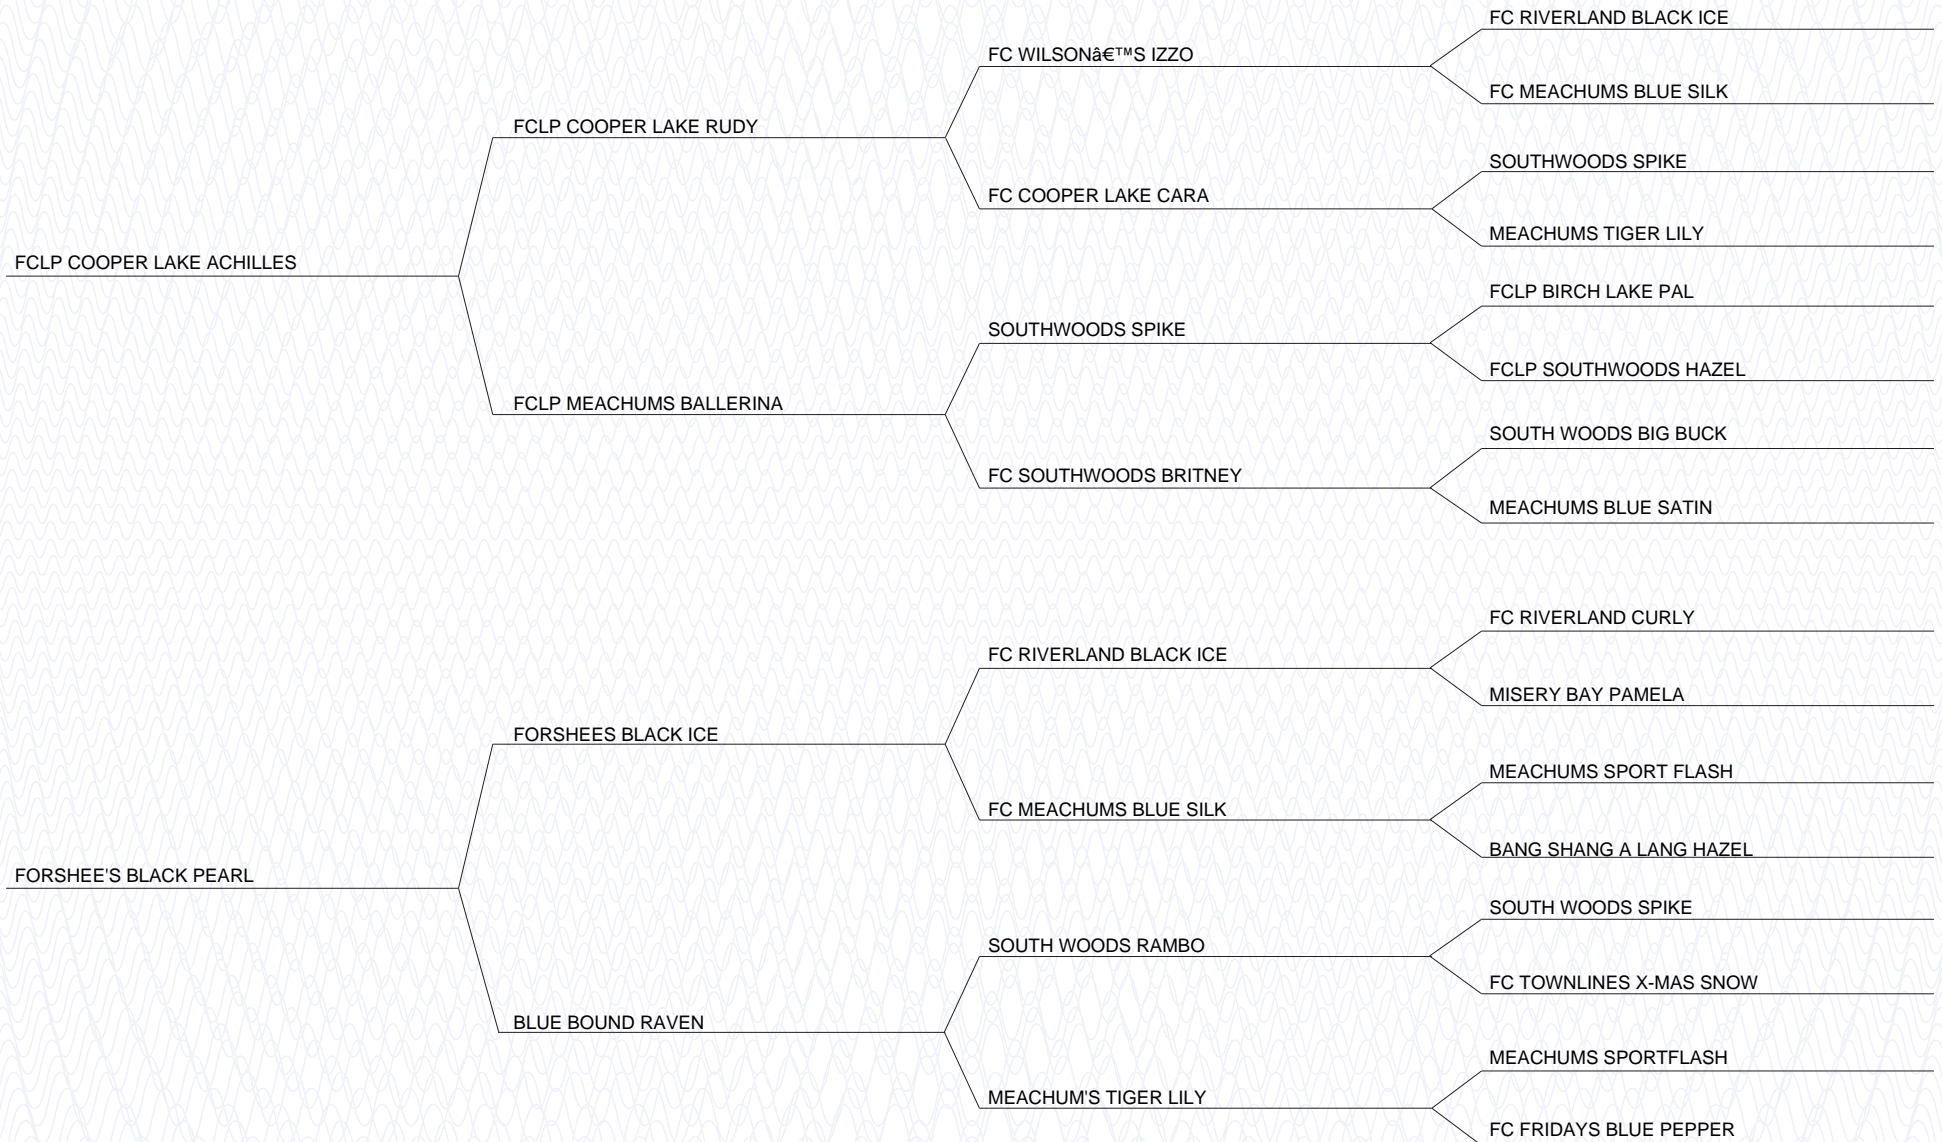 FC RIVERLAND BLACK ICE
FC WILSONâ€™S IZZO
FC MEACHUMS BLUE SILK
FCLP COOPER LAKE RUDY
SOUTHWOODS SPIKE
FC COOPER LAKE CARA
MEACHUMS TIGER LILY
FCLP COOPER LAKE ACHILLES
FCLP BIRCH LAKE PAL
SOUTHWOODS SPIKE
FCLP SOUTHWOODS HAZEL
FCLP MEACHUMS BALLERINA
SOUTH WOODS BIG BUCK
FC SOUTHWOODS BRITNEY
MEACHUMS BLUE SATIN
FC RIVERLAND CURLY
FC RIVERLAND BLACK ICE
MISERY BAY PAMELA
FORSHEES BLACK ICE
MEACHUMS SPORT FLASH
FC MEACHUMS BLUE SILK
BANG SHANG A LANG HAZEL
FORSHEE'S BLACK PEARL
SOUTH WOODS SPIKE
SOUTH WOODS RAMBO
FC TOWNLINES X-MAS SNOW
BLUE BOUND RAVEN
MEACHUMS SPORTFLASH
MEACHUM'S TIGER LILY
FC FRIDAYS BLUE PEPPER